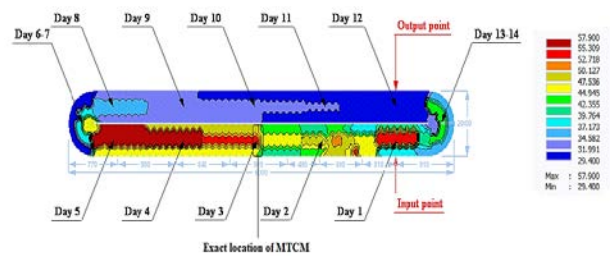 Day 8
Day 9
Day 10
Day 11
Day 12
Output point
Day 13-14
Day 6-7
57.900
55.309
52.718
50.127
47.536
44.945
42.355
39.764
37.173
34.582
31.991
29.400
Max : 57.900
Min : 29.400
2000
770
Day 5
Day 4
Day 3
Day 2
Day 1
Input point
Exact location of MTCM